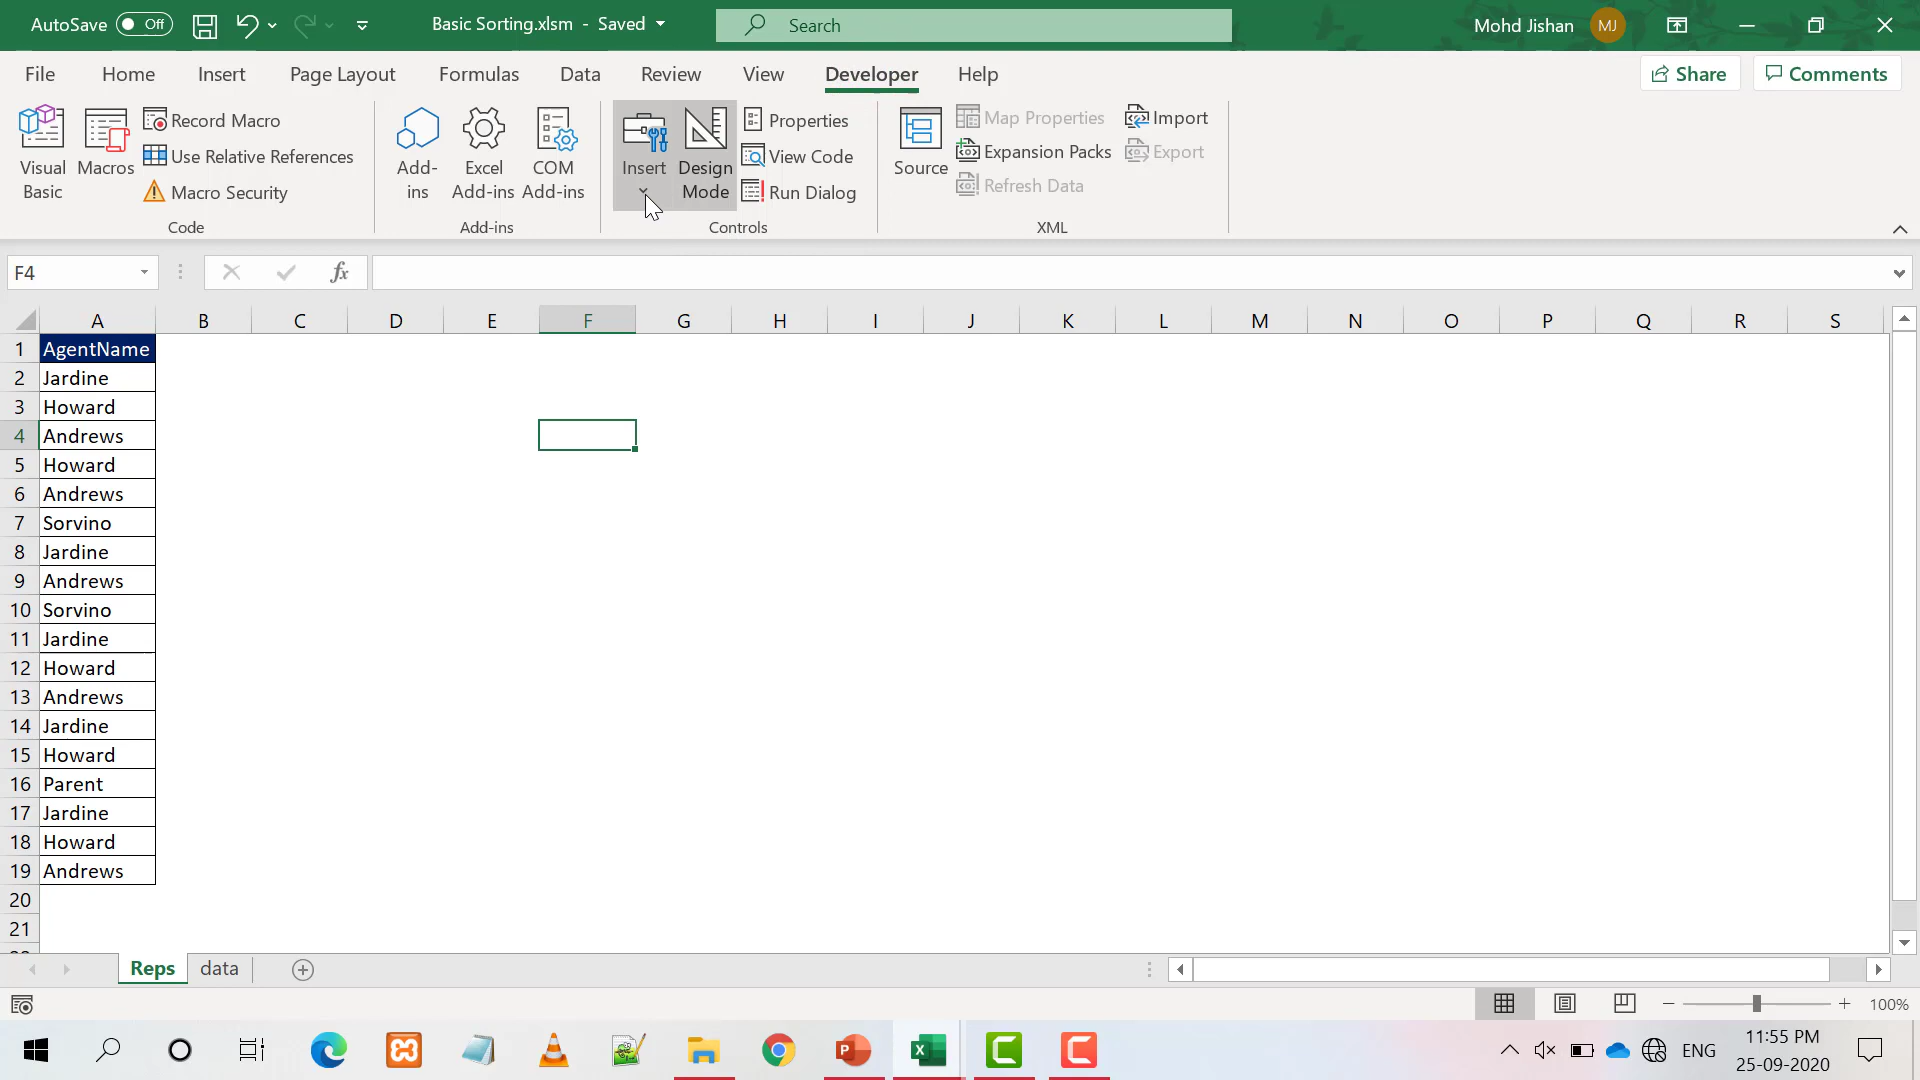 AutoSave Off Basic Sorting.xlsm - Saved Search Mohd Jishan MJ
File Home Insert Page Layout Formulas Data Review View Developer Help Share Comments
Visual Basic
Macros
Record Macro
Use Relative References
Macro Security
Code
Add-ins
Excel Add-ins
COM Add-ins
Add-ins
Insert
Design Mode
Properties
View Code
Run Dialog
Controls
Source
Map Properties
Expansion Packs
Refresh Data
Import
Export
XML
F4 fx
A B C D E F G H I J K L M N O P Q R S
1 AgentName
2 Jardine
3 Howard
4 Andrews
5 Howard
6 Andrews
7 Sorvino
8 Jardine
9 Andrews
10 Sorvino
11 Jardine
12 Howard
13 Andrews
14 Jardine
15 Howard
16 Parent
17 Jardine
18 Howard
19 Andrews
20
21
Reps data
100%
ENG 11:55 PM
25-09-2020